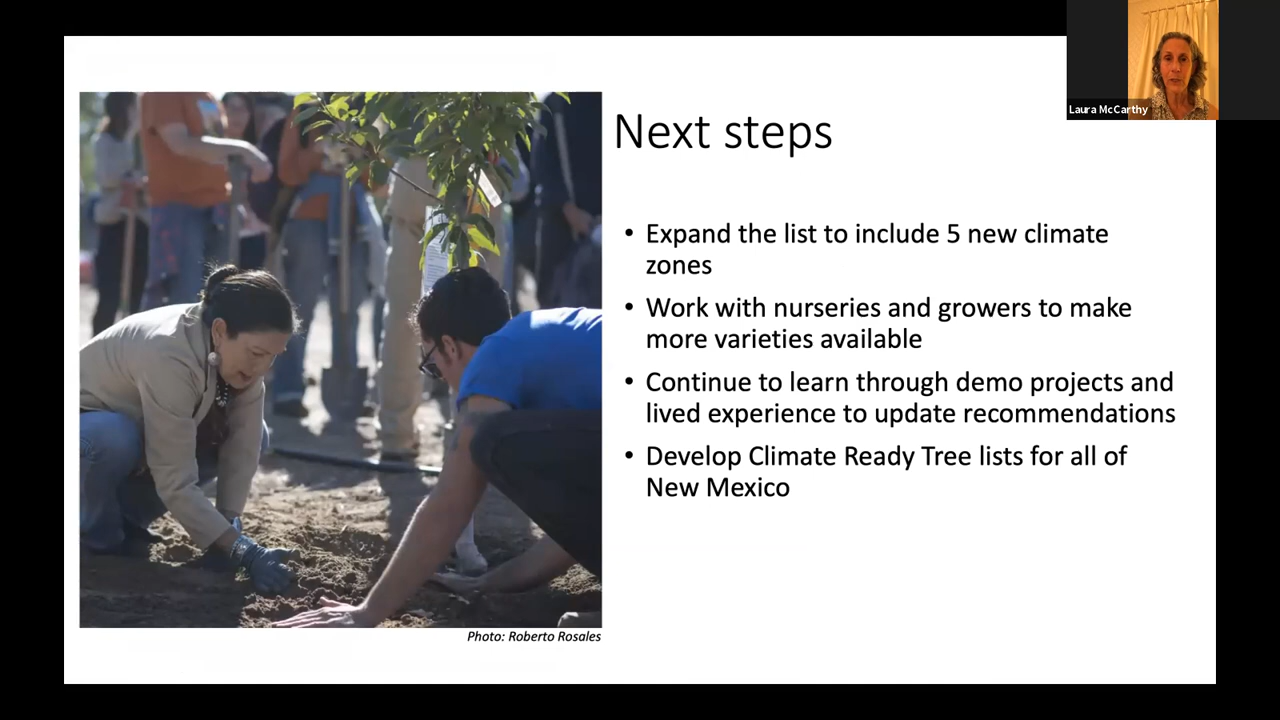 Laura McCarthy
Next steps
• Expand the list to include 5 new climate
zones
• Work with nurseries and growers to make
more varieties available
• Continue to learn through demo projects and
lived experience to update recommendations
• Develop Climate Ready Tree lists for all of
New Mexico
Photo: Roberto Rosales